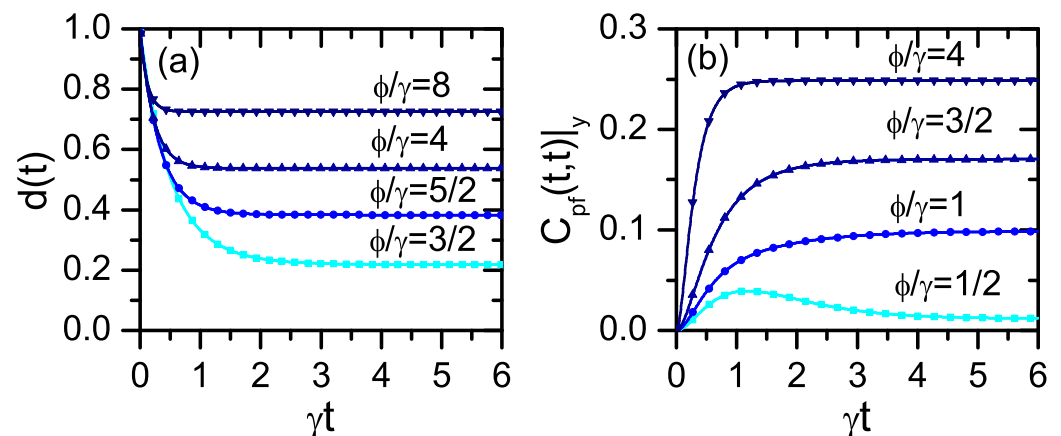 (a)
ϕ/γ=8
ϕ/γ=4
ϕ/γ=5/2
ϕ/γ=3/2
d(t)
1.0
0.8
0.6
0.4
0.2
0.0
0 1 2 3 4 5 6
γt
(b)
ϕ/γ=4
ϕ/γ=3/2
ϕ/γ=1
ϕ/γ=1/2
C_pf(t,t)|_y
0.3
0.2
0.1
0.0
0 1 2 3 4 5 6
γt